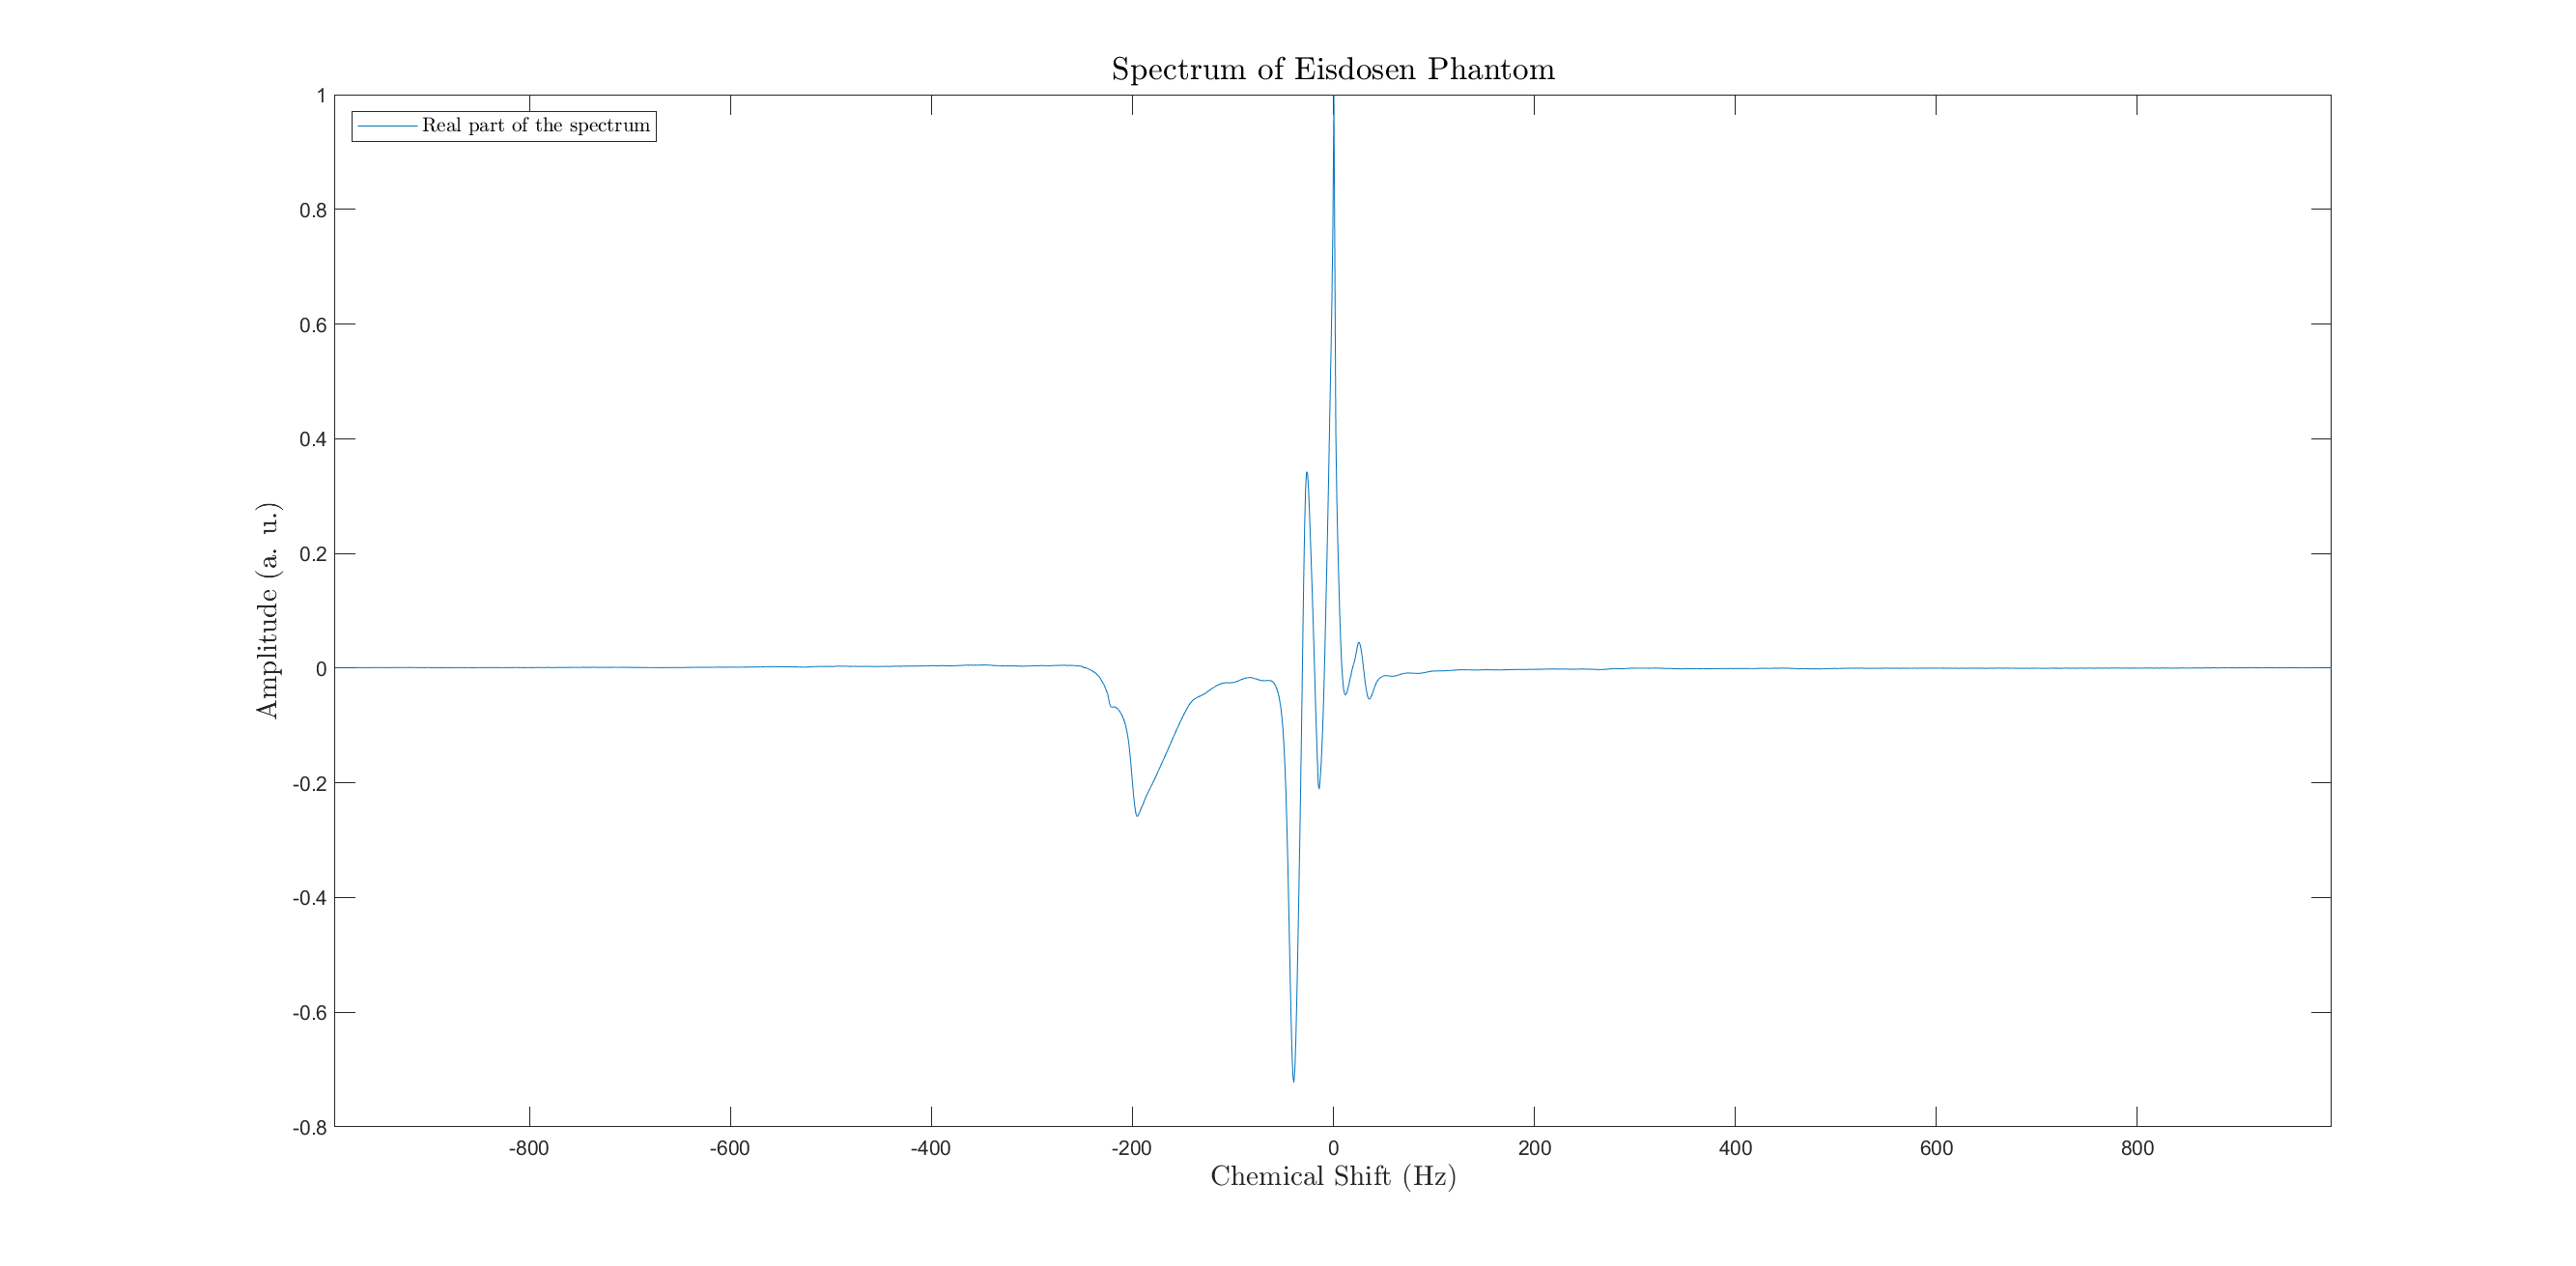 Spectrum of Eisdosen Phantom
Real part of the spectrum
1
0.8
0.6
0.4
0.2
0
-0.2
-0.4
-0.6
-0.8
Amplitude (a. u.)
-800 -600 -400 -200 0 200 400 600 800
Chemical Shift (Hz)